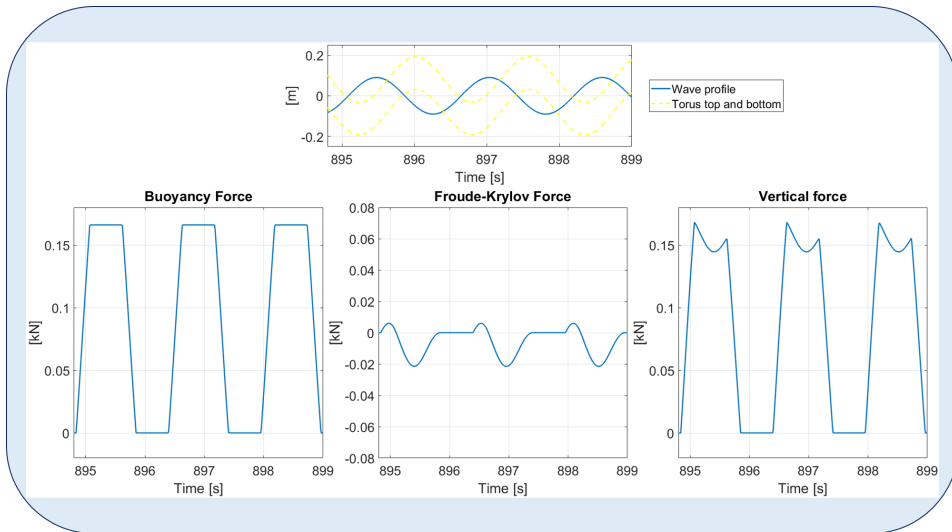 0.2
0
-0.2
[m]
895 896 897 898 899
Time [s]
Wave profile
Torus top and bottom
Buoyancy Force
0.15
0.1
0.05
0
[kN]
895 896 897 898 899
Time [s]
Froude-Krylov Force
0.08
0.06
0.04
0.02
0
-0.02
-0.04
-0.06
-0.08
[kN]
895 896 897 898 899
Time [s]
Vertical force
0.15
0.1
0.05
0
[kN]
895 896 897 898 899
Time [s]